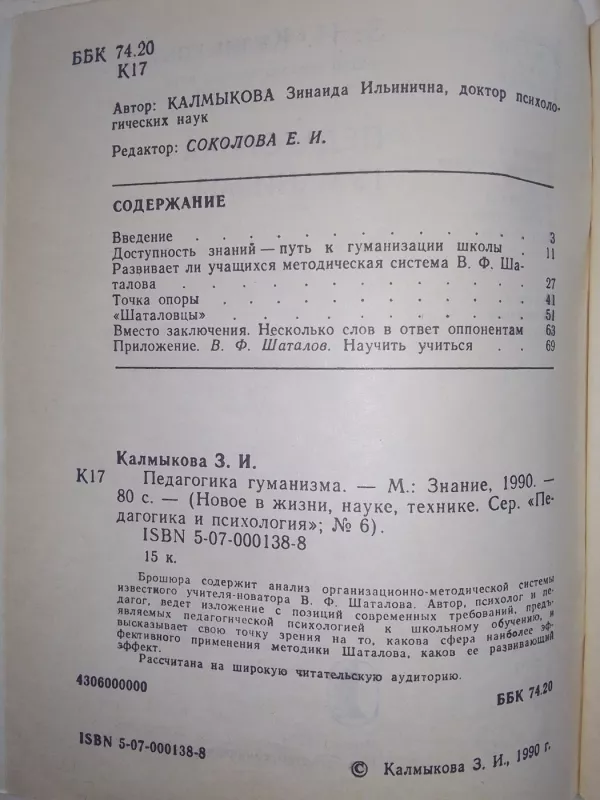 ББК 74.20
К17
Автор: КАЛМЫКОВА Зинаида Ильинична, доктор психоло-
гических наук
Редактор: СОКОЛОВА Е. И.
СОДЕРЖАНИЕ
Введение . . . . . . . . . . . . . 3
Доступность знаний — путь к гуманизации школы . 11
Развивает ли учащихся методическая система В. Ф. Ша-
талова . . . . . . . . . . . . . 27
Точка опоры . . . . . . . . . . . . 41
«Шаталовцы» . . . . . . . . . . . . 51
Вместо заключения. Несколько слов в ответ оппонентам 63
Приложение. В. Ф. Шаталов. Научить учиться . . 69
Калмыкова З. И.
К17 Педагогика гуманизма. — М.: Знание, 1990. —
80 с. — (Новое в жизни, науке, технике. Сер. «Пе-
дагогика и психология»; № 6).
ISBN 5-07-000138-8
15 к.
Брошюра содержит анализ организационно-методической системы
известного учителя-новатора В. Ф. Шаталова. Автор, психолог и пе-
дагог, ведет изложение с позиций современных требований, предъ-
являемых педагогической психологией к школьному обучению, и
высказывает свою точку зрения на то, какова сфера наиболее эф-
фективного применения методики Шаталова, каков ее развивающий
эффект.
Рассчитана на широкую читательскую аудиторию.
4306000000
ББК 74.20
ISBN 5-07-000138-8
© Калмыкова З. И., 1990 г.